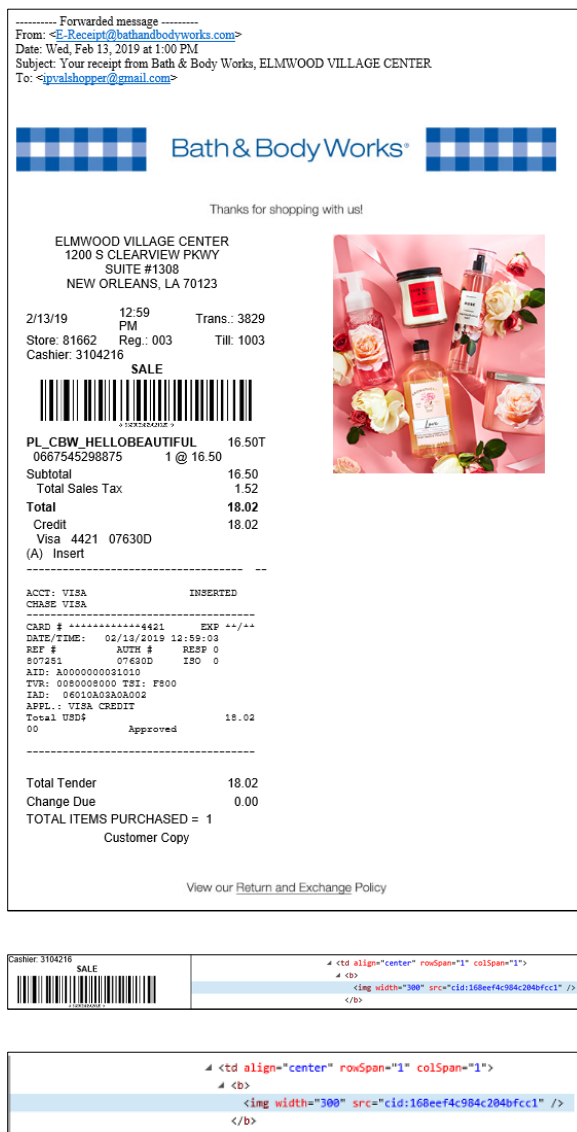 ---------- Forwarded message ---------
From: <E-Receipt@bathandbodyworks.com>
Date: Wed, Feb 13, 2019 at 1:00 PM
Subject: Your receipt from Bath & Body Works, ELMWOOD VILLAGE CENTER
To: <ipvalshopper@gmail.com>
Bath & Body Works®
Thanks for shopping with us!
ELMWOOD VILLAGE CENTER
1200 S CLEARVIEW PKWY
SUITE #1308
NEW ORLEANS, LA 70123
2/13/19 12:59 PM Trans.: 3829
Store: 81662 Reg.: 003 Till: 1003
Cashier: 3104216
SALE
PL_CBW_HELLOBEAUTIFUL 16.50T
0667545298875 1 @ 16.50
Subtotal 16.50
Total Sales Tax 1.52
Total 18.02
Credit 18.02
Visa 4421 07630D
(A) Insert
------------------------------------ --
ACCT: VISA INSERTED
CHASE VISA
--------------------------------------
CARD # ************4421 EXP **/**
DATE/TIME: 02/13/2019 12:59:03
REF # AUTH # RESP 0
807251 07630D ISO 0
AID: A0000000031010
TVR: 0080008000 TSI: F800
IAD: 06010A03A0A002
APPL.: VISA CREDIT
Total USD$ 18.02
00 Approved
--------------------------------------
Total Tender 18.02
Change Due 0.00
TOTAL ITEMS PURCHASED = 1
Customer Copy
View our Return and Exchange Policy
Cashier: 3104216
SALE
<td align="center" rowSpan="1" colSpan="1">
<b>
<img width="300" src="cid:168eef4c984c204bfcc1" />
</b>
<td align="center" rowSpan="1" colSpan="1">
<b>
<img width="300" src="cid:168eef4c984c204bfcc1" />
</b>